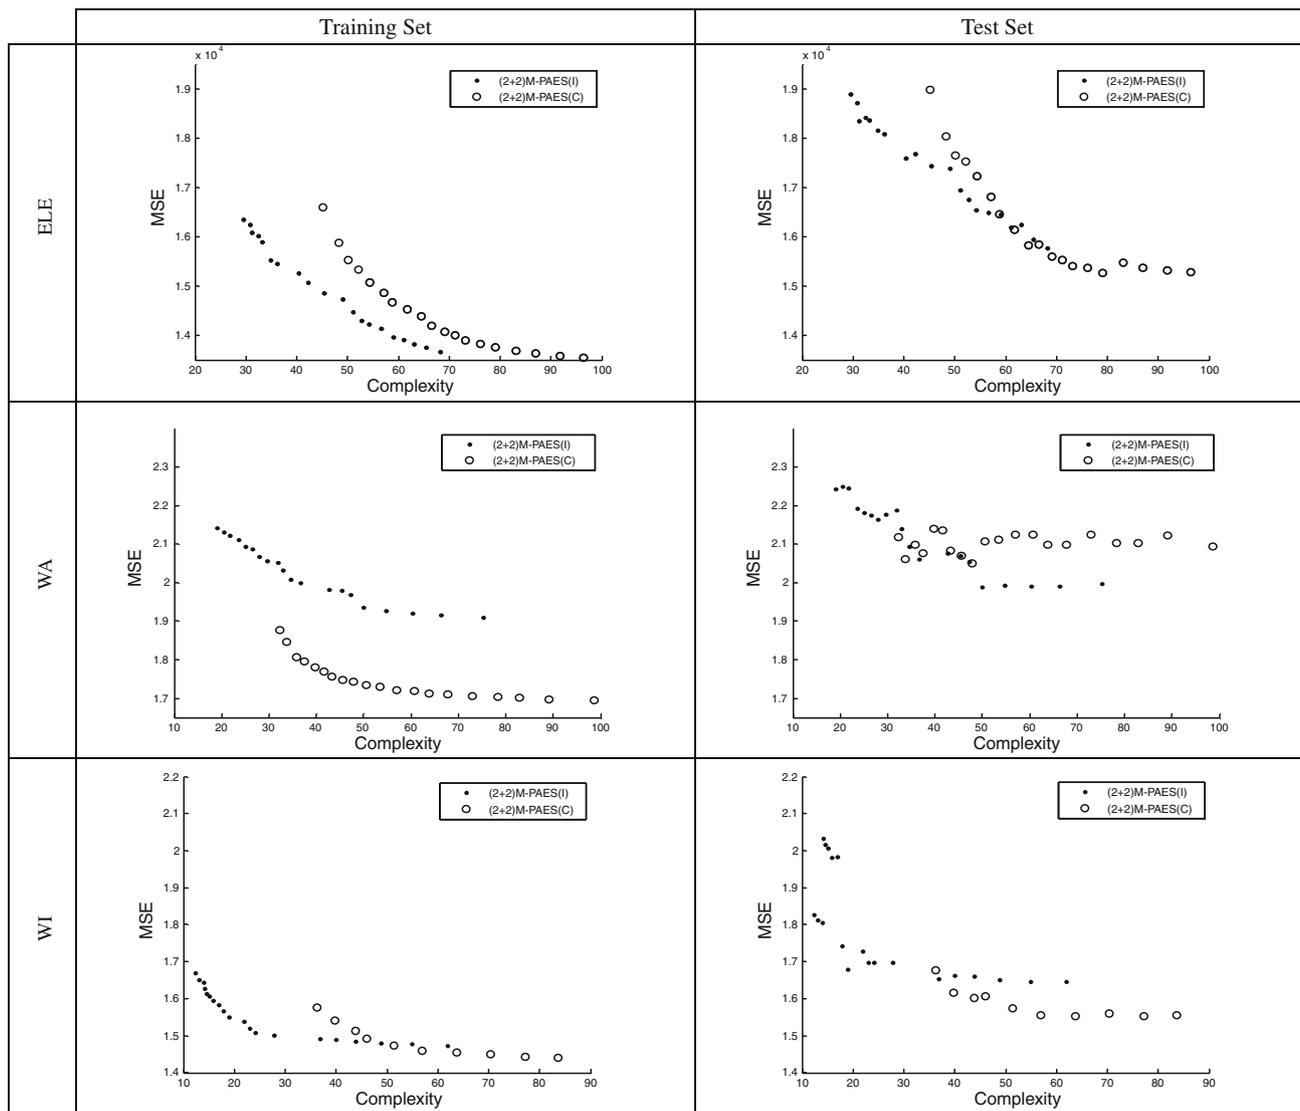 Training Set
Test Set
ELE
x 10^4
1.9
1.8
1.7
1.6
1.5
1.4
MSE
20 30 40 50 60 70 80 90 100
Complexity
(2+2)M-PAES(I)
(2+2)M-PAES(C)
x 10^4
1.9
1.8
1.7
1.6
1.5
1.4
MSE
20 30 40 50 60 70 80 90 100
Complexity
(2+2)M-PAES(I)
(2+2)M-PAES(C)
WA
2.3
2.2
2.1
2
1.9
1.8
1.7
MSE
10 20 30 40 50 60 70 80 90 100
Complexity
(2+2)M-PAES(I)
(2+2)M-PAES(C)
2.3
2.2
2.1
2
1.9
1.8
1.7
MSE
10 20 30 40 50 60 70 80 90 100
Complexity
(2+2)M-PAES(I)
(2+2)M-PAES(C)
WI
2.2
2.1
2
1.9
1.8
1.7
1.6
1.5
1.4
MSE
10 20 30 40 50 60 70 80 90
Complexity
(2+2)M-PAES(I)
(2+2)M-PAES(C)
2.2
2.1
2
1.9
1.8
1.7
1.6
1.5
1.4
MSE
10 20 30 40 50 60 70 80 90
Complexity
(2+2)M-PAES(I)
(2+2)M-PAES(C)